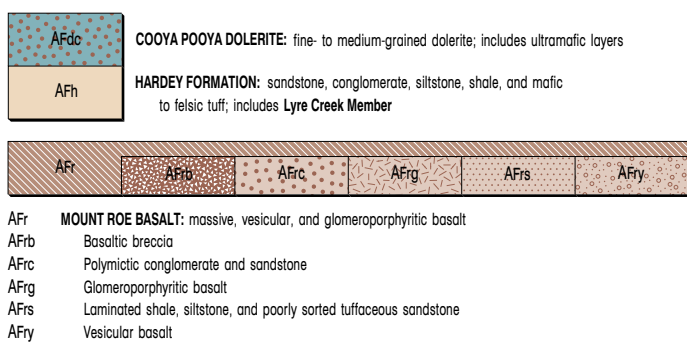 AFdc
COOYA POOYA DOLERITE: fine- to medium-grained dolerite; includes ultramafic layers
AFh
HARDEY FORMATION: sandstone, conglomerate, siltstone, shale, and mafic
to felsic tuff; includes Lyre Creek Member
AFr AFrb AFrc AFrg AFrs AFry
AFr MOUNT ROE BASALT: massive, vesicular, and glomeroporphyritic basalt
AFrb Basaltic breccia
AFrc Polymictic conglomerate and sandstone
AFrg Glomeroporphyritic basalt
AFrs Laminated shale, siltstone, and poorly sorted tuffaceous sandstone
AFry Vesicular basalt